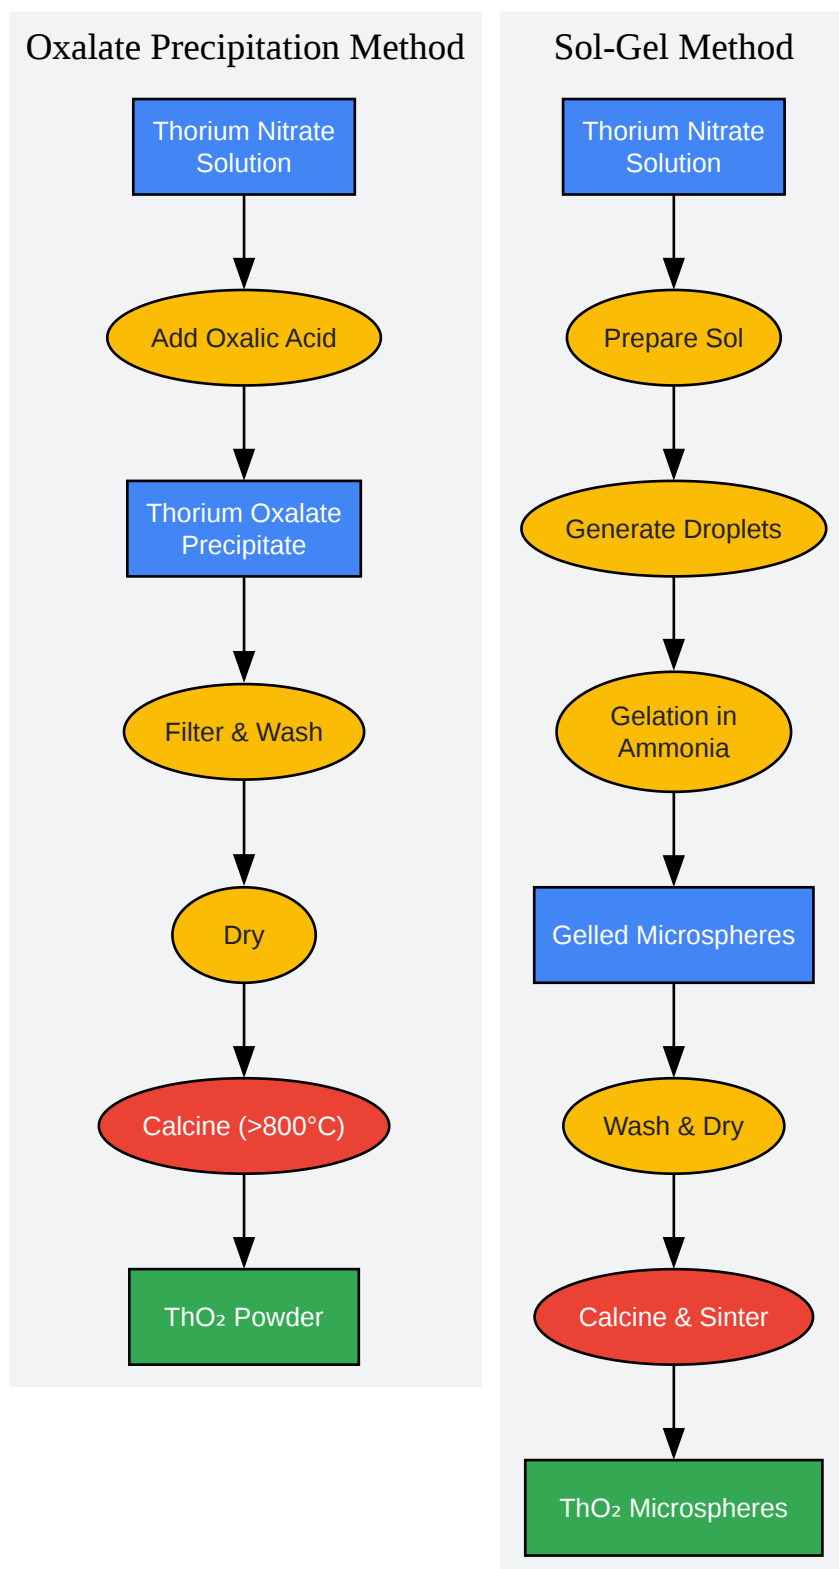 Oxalate Precipitation Method
Thorium Nitrate
Solution
Add Oxalic Acid
Thorium Oxalate
Precipitate
Filter & Wash
Dry
Calcine (>800°C)
ThO₂ Powder
Sol-Gel Method
Thorium Nitrate
Solution
Prepare Sol
Generate Droplets
Gelation in
Ammonia
Gelled Microspheres
Wash & Dry
Calcine & Sinter
ThO₂ Microspheres